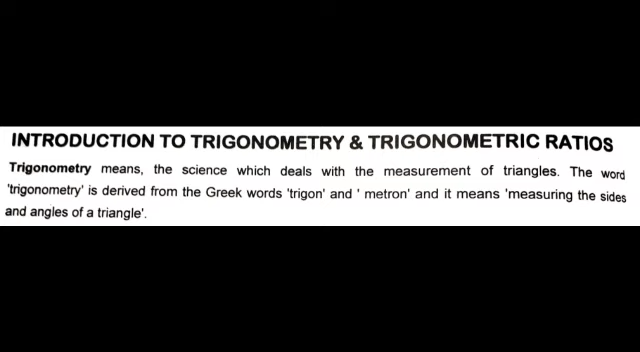 INTRODUCTION TO TRIGONOMETRY & TRIGONOMETRIC RATIOS
Trigonometry means, the science which deals with the measurement of triangles. The word
'trigonometry' is derived from the Greek words 'trigon' and ' metron' and it means 'measuring the sides
and angles of a triangle'.